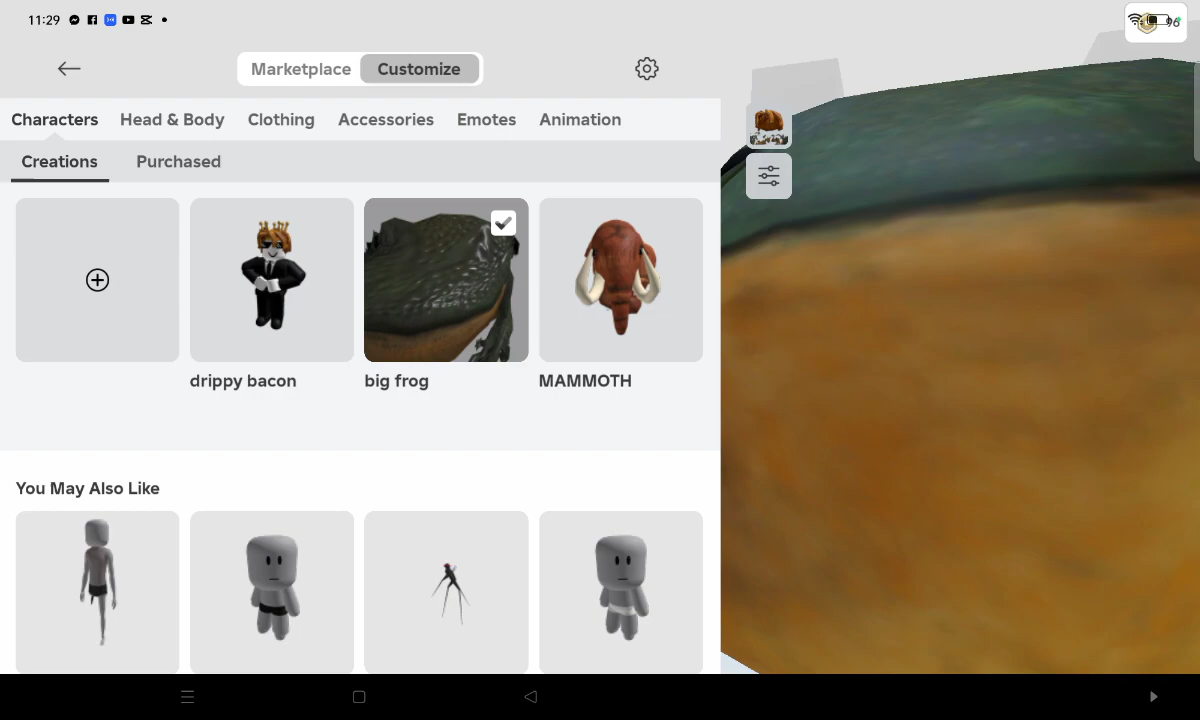 11:29
96
Marketplace
Customize
Characters
Head & Body
Clothing
Accessories
Emotes
Animation
Creations
Purchased
drippy bacon
big frog
MAMMOTH
You May Also Like